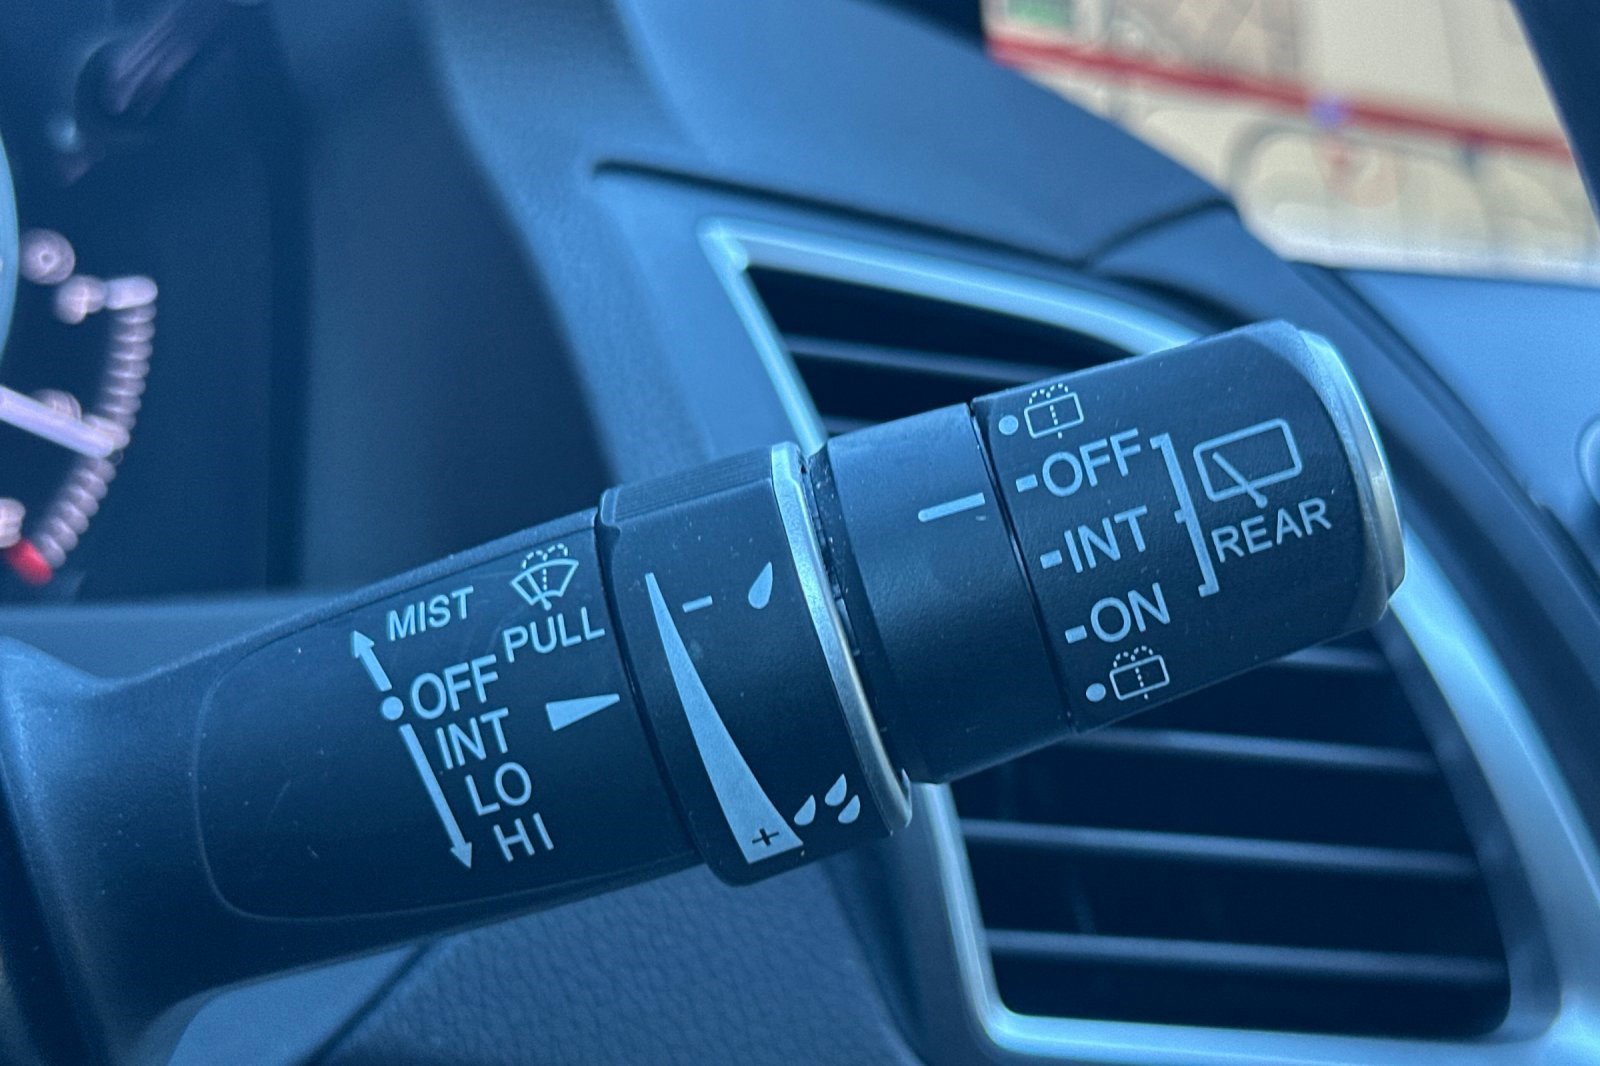 MIST
PULL
OFF
INT
LO
HI
−
+
OFF
INT
ON
REAR